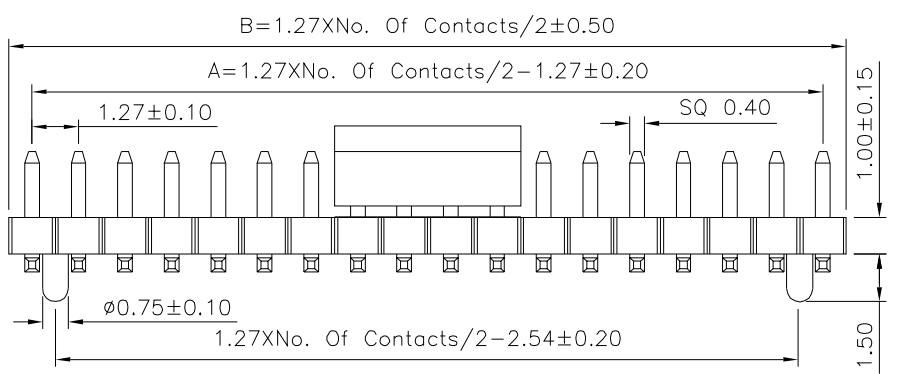 B=1.27XNo. Of Contacts/2±0.50
A=1.27XNo. Of Contacts/2-1.27±0.20
1.27±0.10
SQ 0.40
1.00±0.15
ø0.75±0.10
1.27XNo. Of Contacts/2-2.54±0.20
1.50